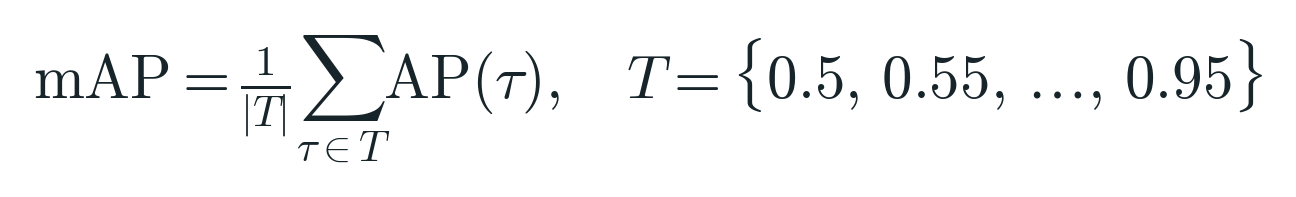 mAP = 1/|T| ∑_{τ∈T} AP(τ), T = {0.5, 0.55, ..., 0.95}